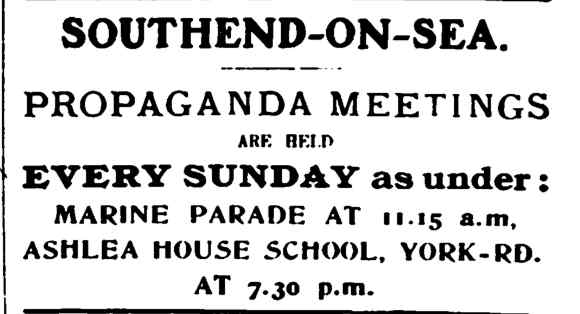 SOUTHEND-ON-SEA.
PROPAGANDA MEETINGS
ARE HELD
EVERY SUNDAY as under:
MARINE PARADE AT 11.15 a.m,
ASHLEA HOUSE SCHOOL, YORK-RD.
AT 7.30 p.m.